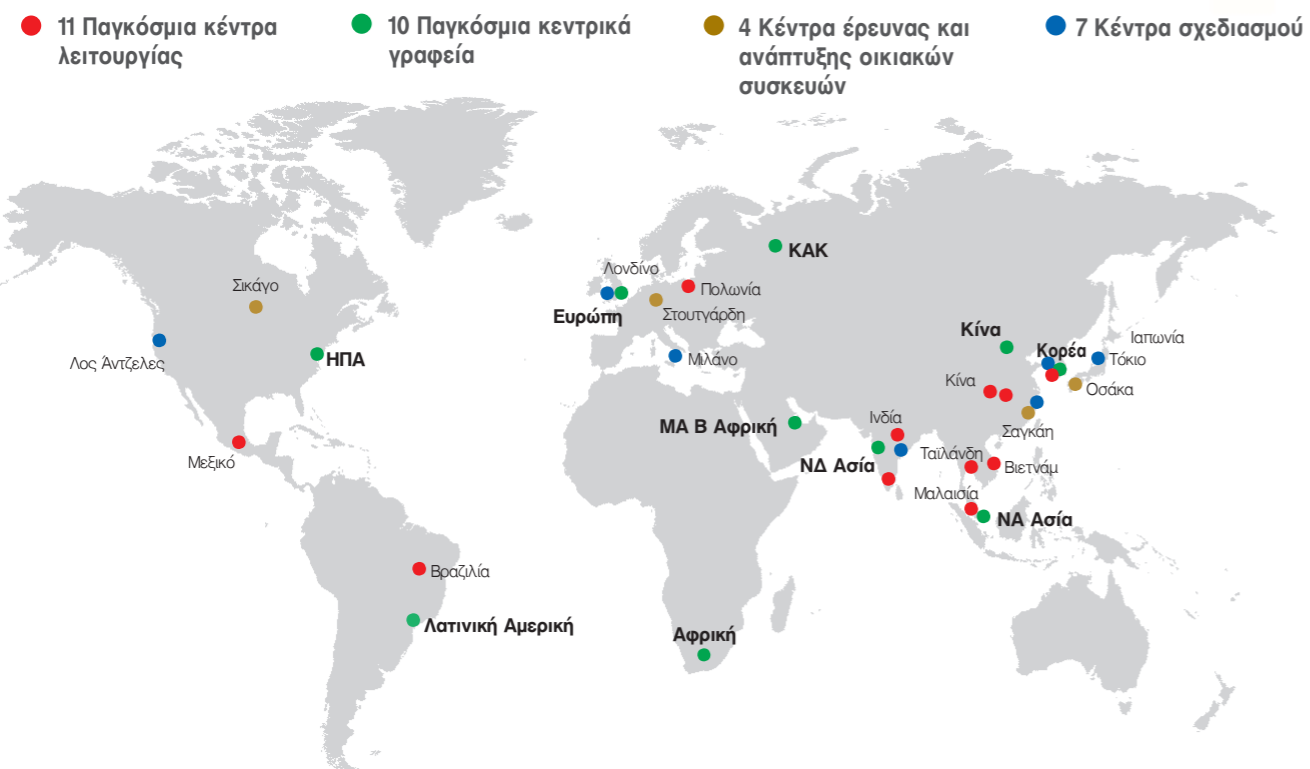 11 Παγκόσμια κέντρα
λειτουργίας
10 Παγκόσμια κεντρικά
γραφεία
4 Κέντρα έρευνας και
ανάπτυξης οικιακών
συσκευών
7 Κέντρα σχεδιασμού
ΚΑΚ
Λονδίνο
Σικάγο
Πολωνία
Ευρώπη
Στουτγάρδη
Κίνα
Ιαπωνία
Κορέα
Τόκιο
Λος Άντζελες
ΗΠΑ
Μιλάνο
Κίνα
Οσάκα
Ινδία
ΜΑ Β Αφρική
Σαγκάη
Ταϊλάνδη
Μεξικό
ΝΔ Ασία
Βιετνάμ
Μαλαισία
ΝΑ Ασία
Βραζιλία
Λατινική Αμερική
Αφρική